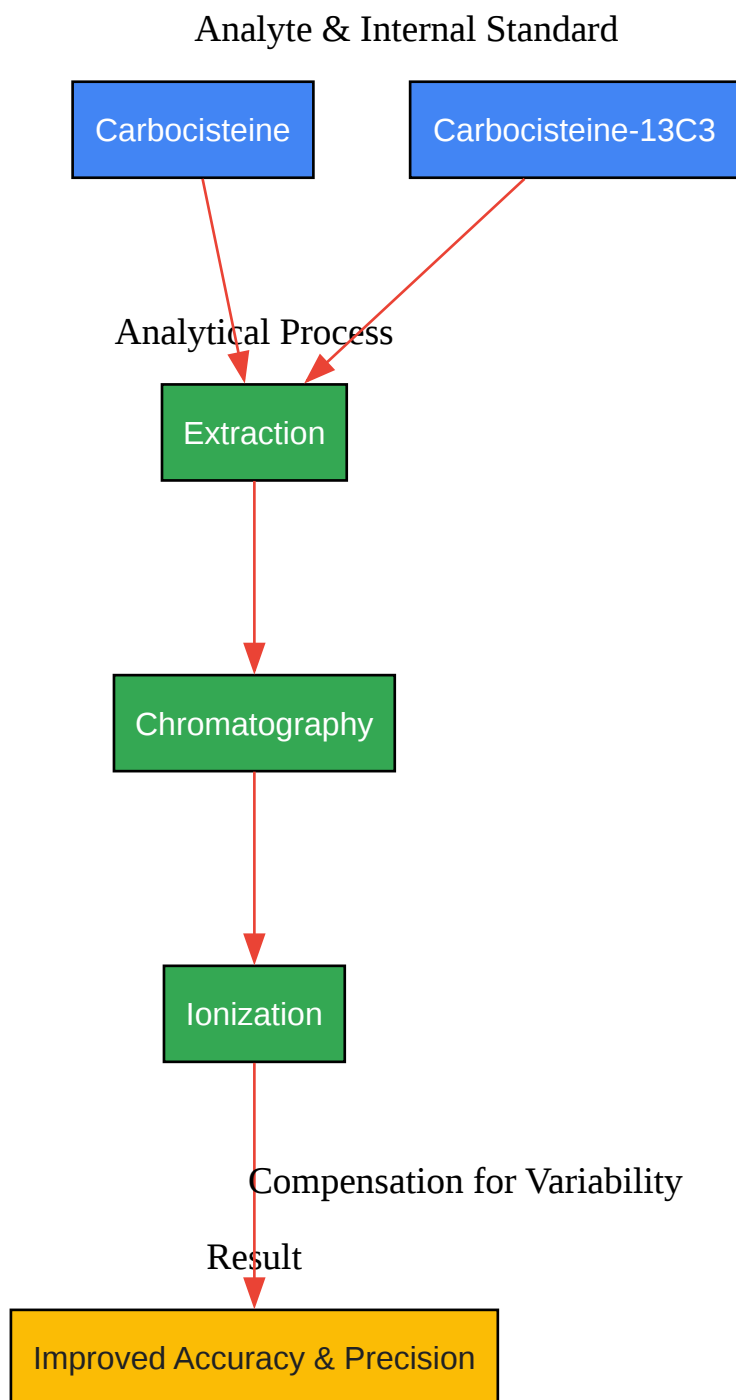 Analyte & Internal Standard
Carbocisteine
Carbocisteine-13C3
Analytical Process
Extraction
Chromatography
Ionization
Compensation for Variability
Result
Improved Accuracy & Precision